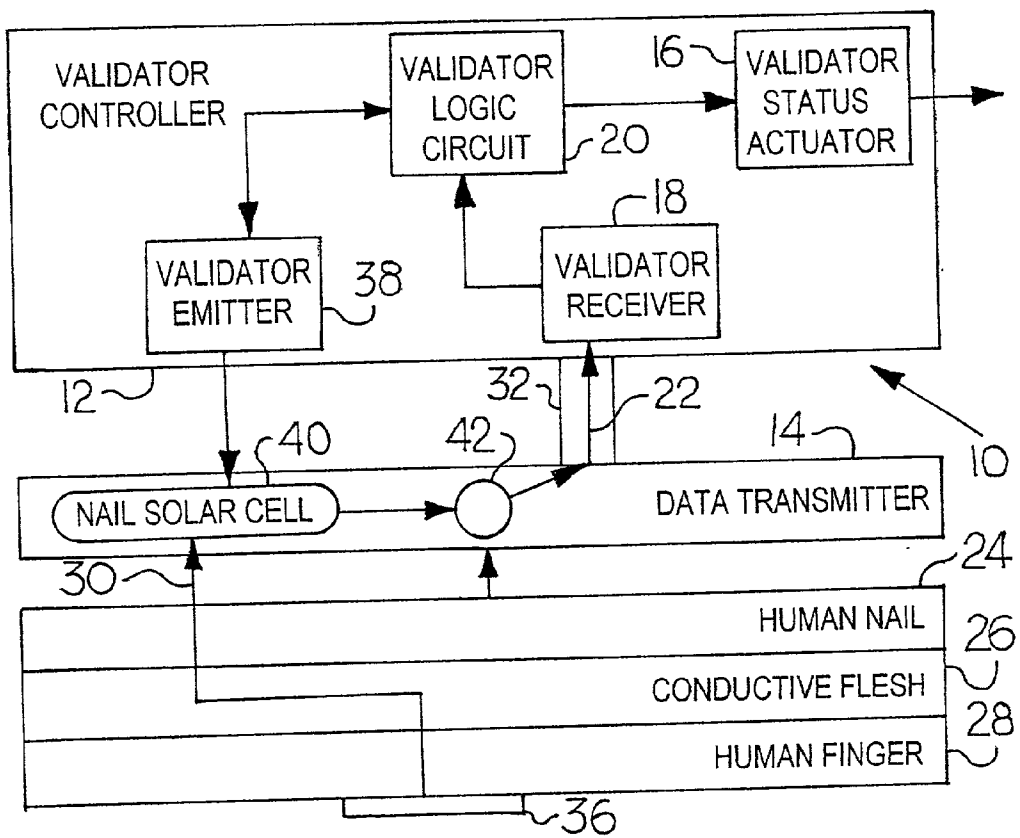 VALIDATOR
CONTROLLER
VALIDATOR
LOGIC
CIRCUIT
20
16
VALIDATOR
STATUS
ACTUATOR
VALIDATOR
EMITTER
38
18
VALIDATOR
RECEIVER
12
32
22
10
40
42
14
NAIL SOLAR CELL
DATA TRANSMITTER
30
24
HUMAN NAIL
26
CONDUCTIVE FLESH
28
HUMAN FINGER
36